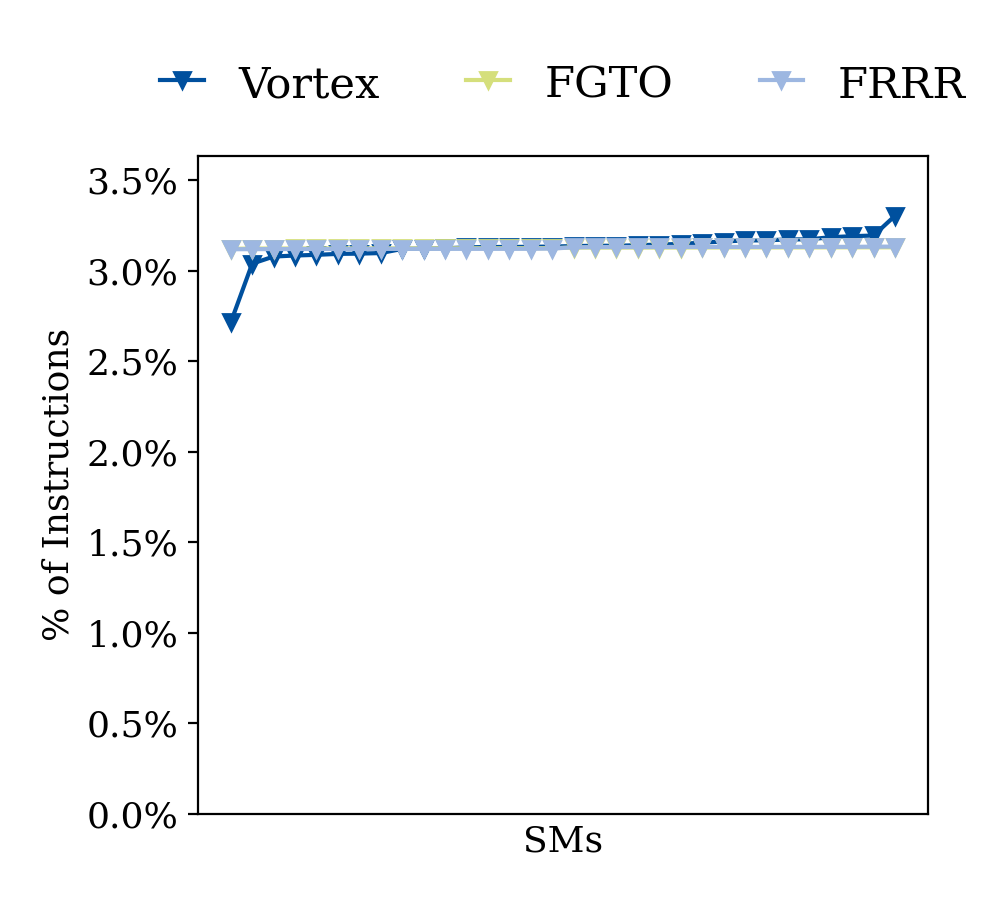 Vortex FGTO FRRR
3.5%
3.0%
2.5%
2.0%
1.5%
1.0%
0.5%
0.0%
% of Instructions
SMs